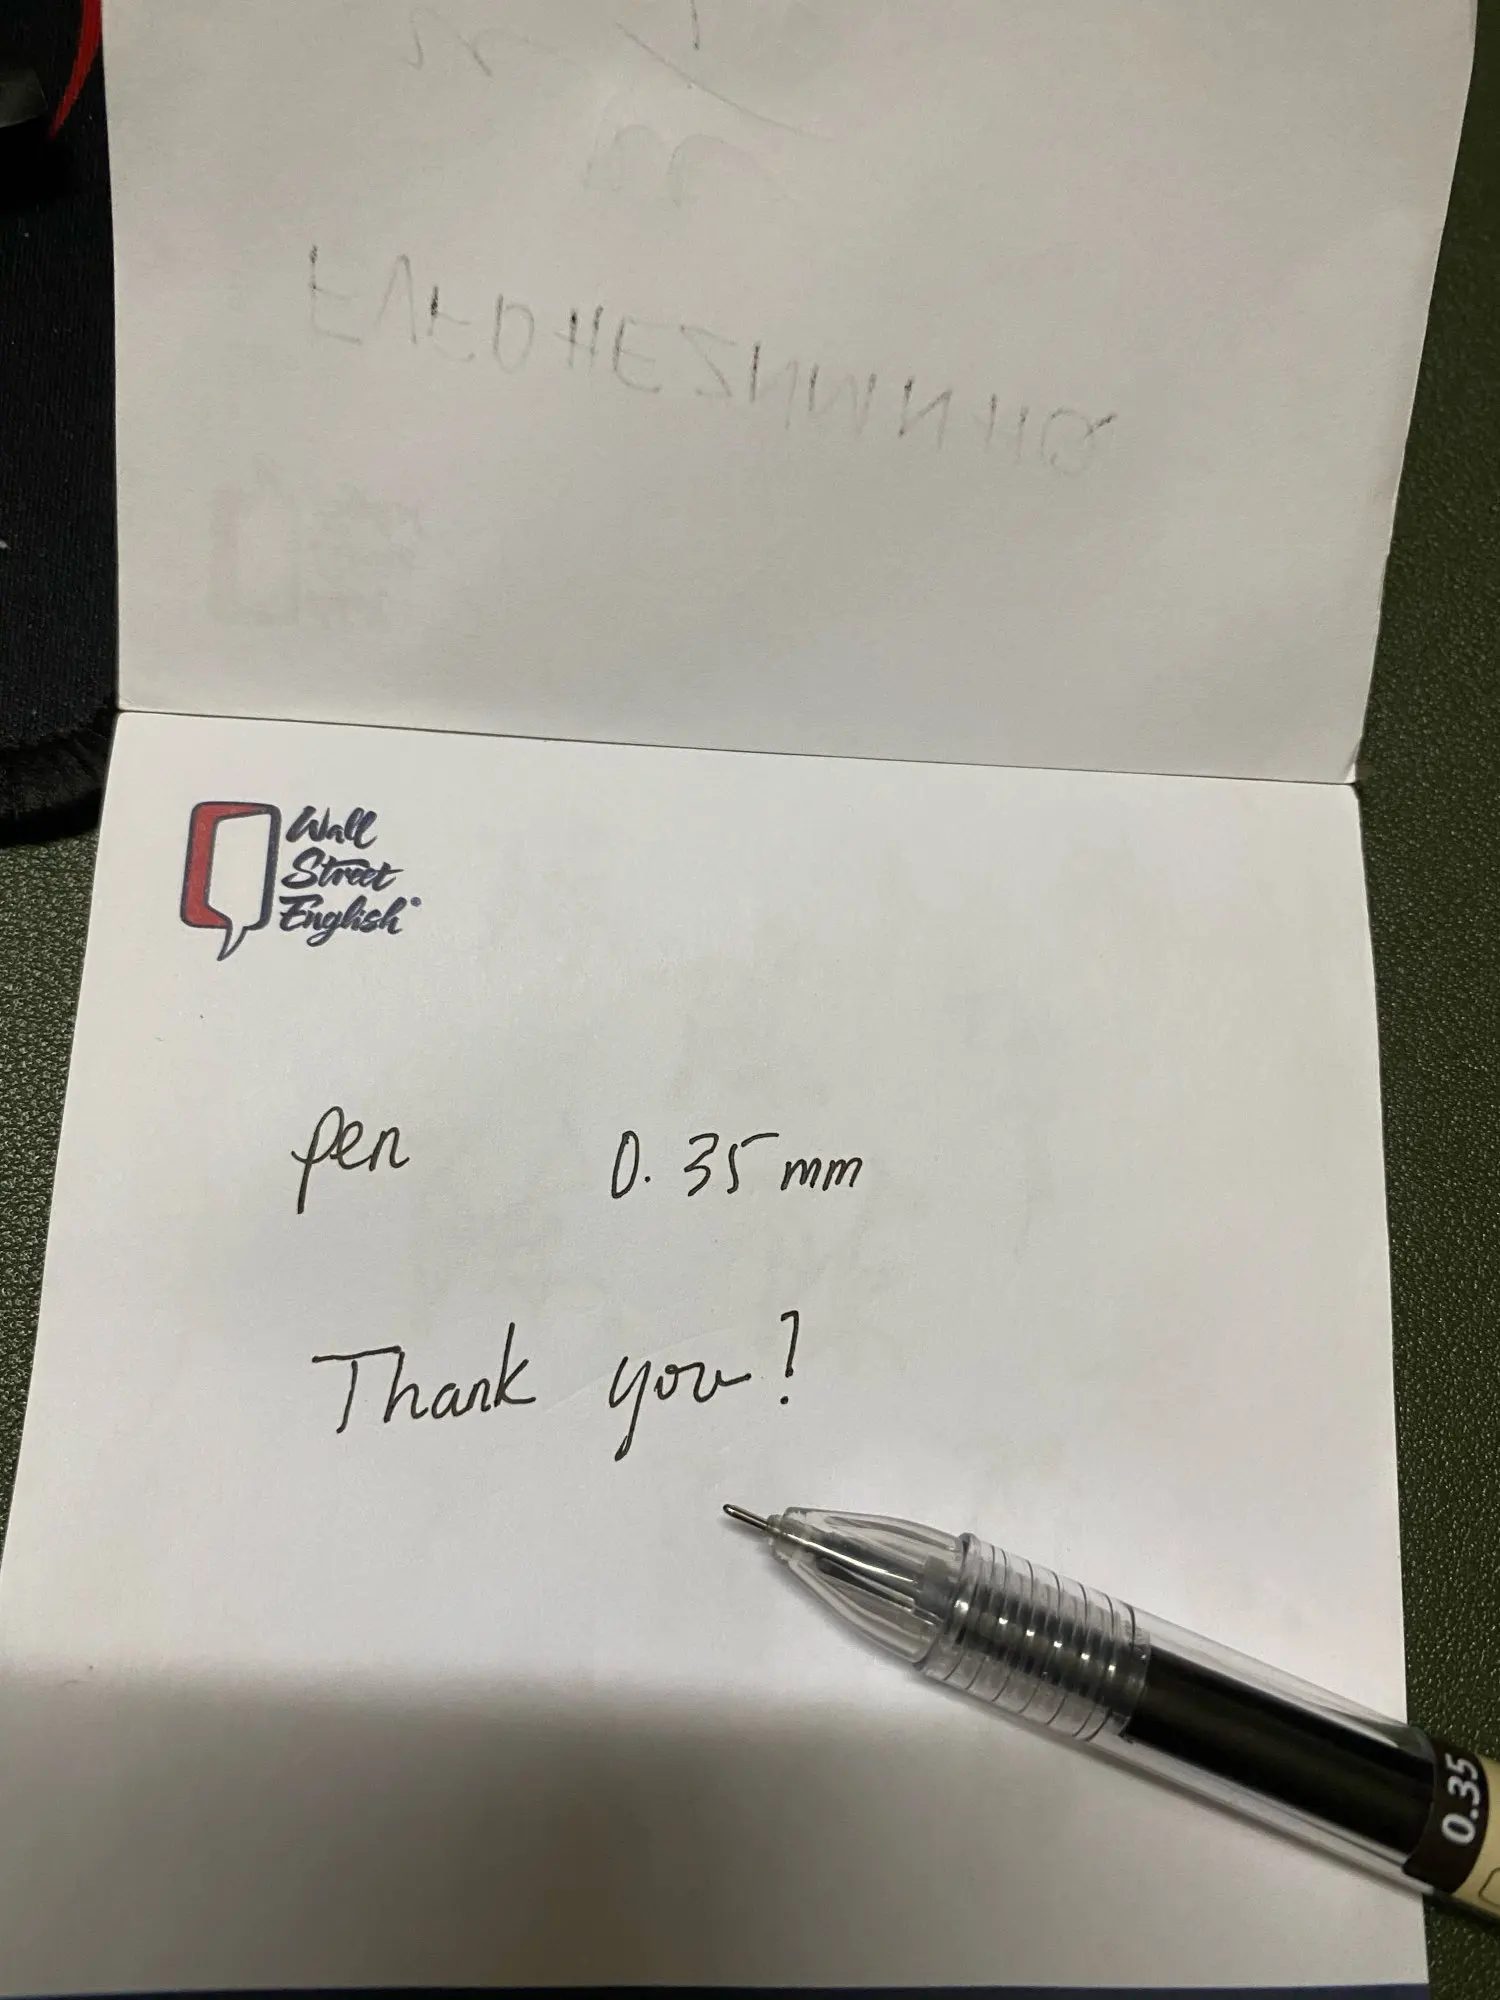 Wall
Street
English
pen 0.35 mm
Thank you?
0.35